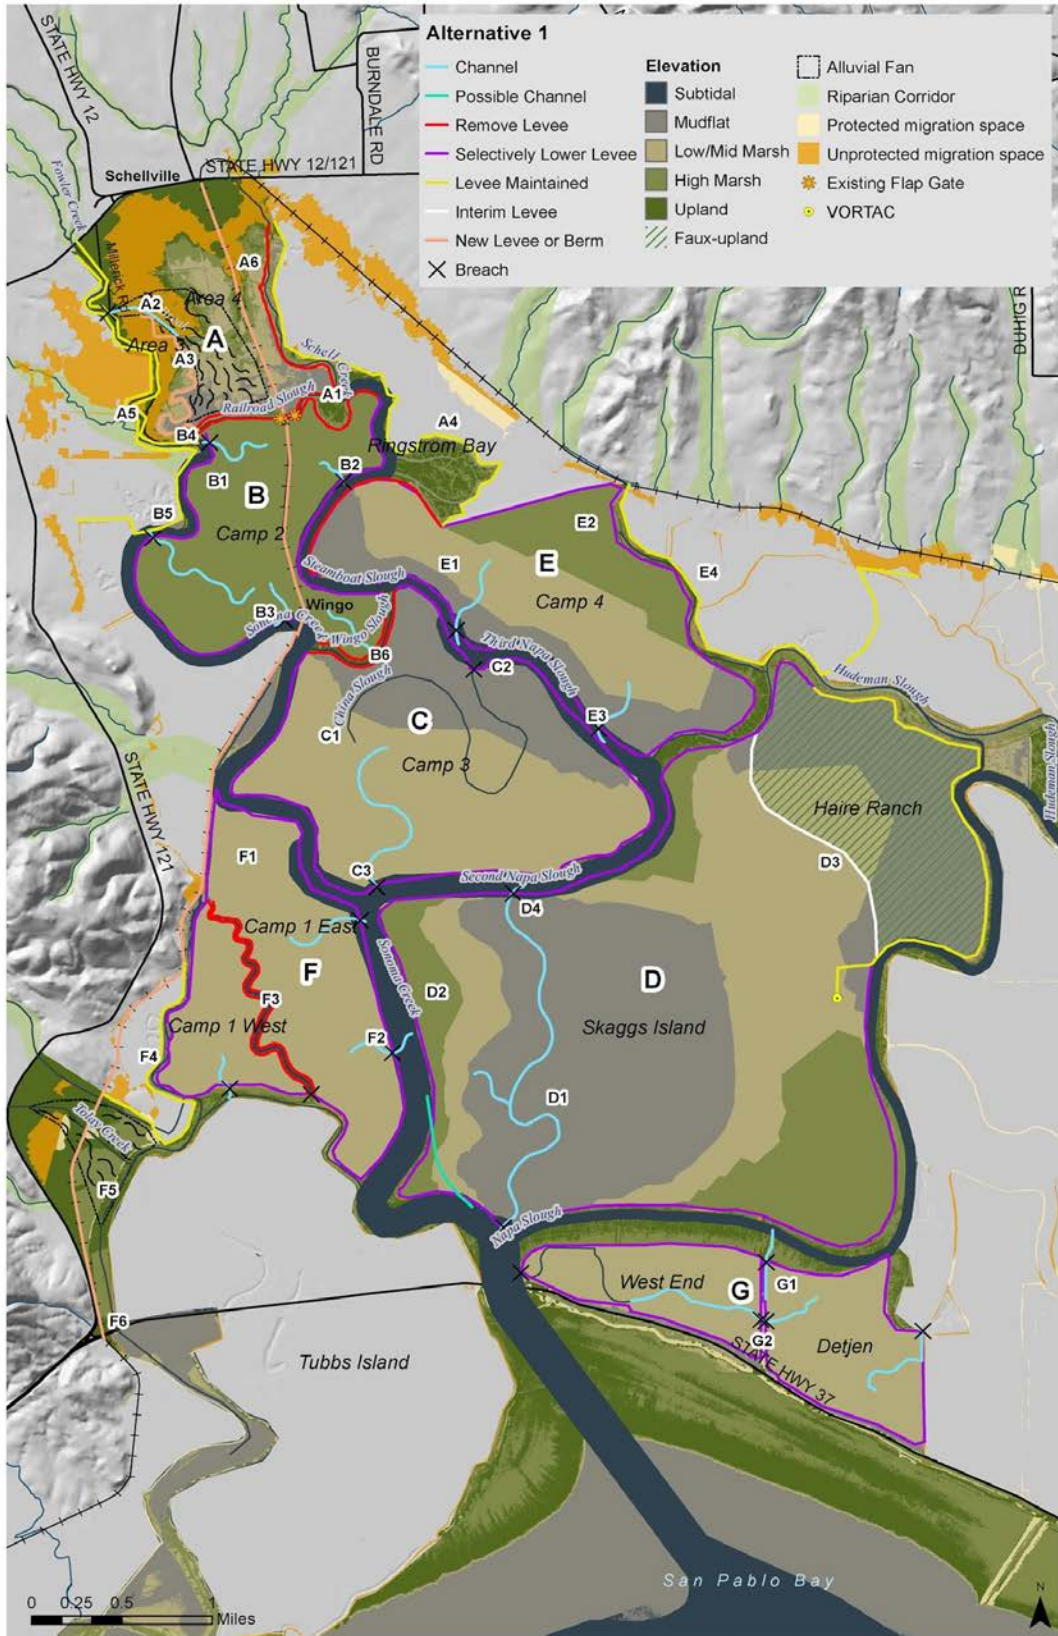 Alternative 1
Channel
Possible Channel
Remove Levee
Selectively Lower Levee
Levee Maintained
Interim Levee
New Levee or Berm
Breach
Elevation
Subtidal
Mudflat
Low/Mid Marsh
High Marsh
Upland
Faux-upland
Alluvial Fan
Riparian Corridor
Protected migration space
Unprotected migration space
Existing Flap Gate
VORTAC
STATE HWY 12
BURNDALE RD
STATE HWY 12/121
Schellville
Fowler Creek
DUHIG R
Millerick R
A6
A2
Area 4
A
Area 3
A3
Schell Creek
A1
Railroad Slough
A5
A4
B4
Ringstrom Bay
B1
B2
B
B5
Camp 2
E2
E1
E
E4
Steamboat Slough
Camp 4
Wingo
B3
Sonoma Creek
Wingo Slough
Third Napa Slough
B6
C2
Hudeman Slough
China Slough
C1
C
E3
Camp 3
STATE HWY 121
Hudeman Slough
Haire Ranch
F1
D3
C3
Second Napa Slough
D4
Camp 1 East
Sonoma Creek
F
D2
D
F3
Camp 1 West
Skaggs Island
F2
F4
D1
Tolay Creek
F5
Napa Slough
West End
G
G1
F6
G2
Detjen
Tubbs Island
STATE HWY 37
San Pablo Bay
0 0.25 0.5 1
Miles
N